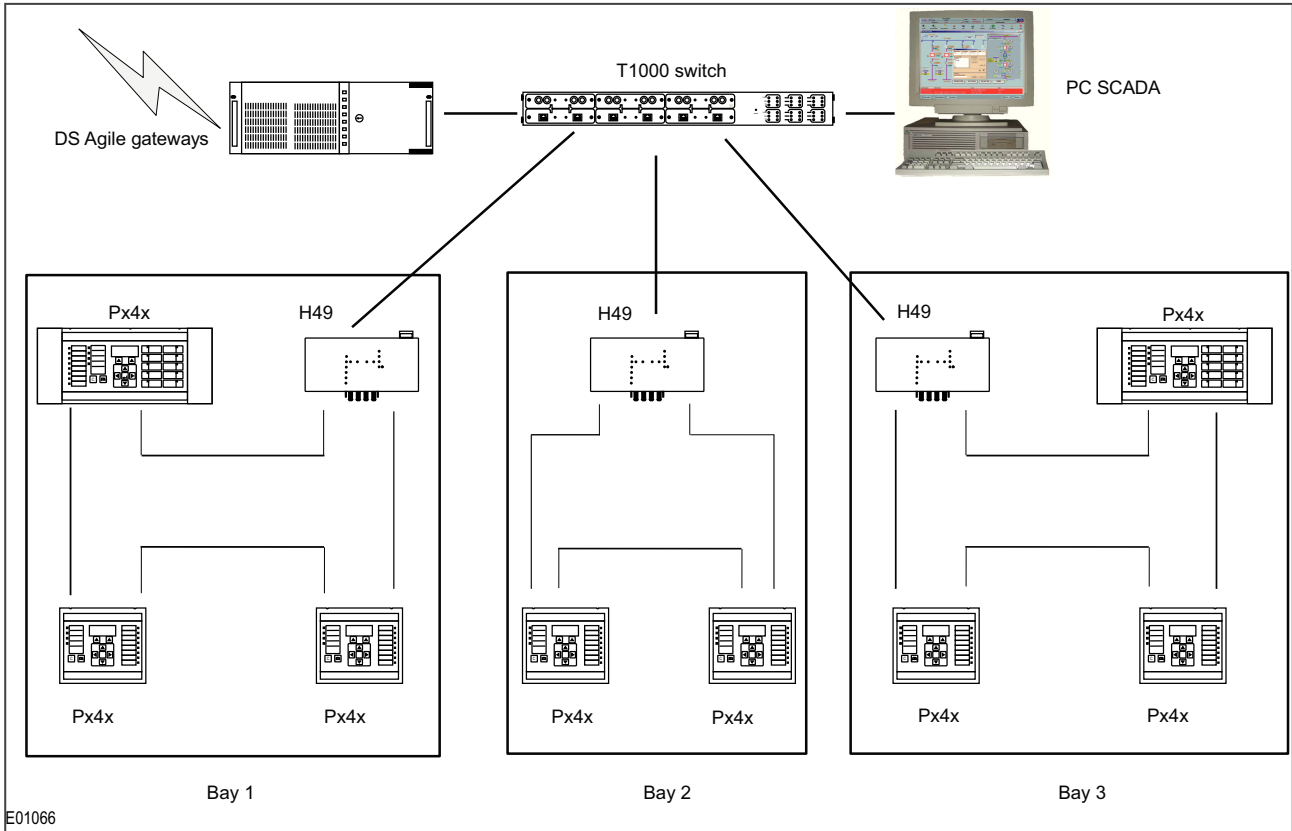 T1000 switch
PC SCADA
DS Agile gateways
Px4x
H49
H49
H49
Px4x
Px4x
Px4x
Px4x
Px4x
Px4x
Px4x
Bay 1
Bay 2
Bay 3
E01066